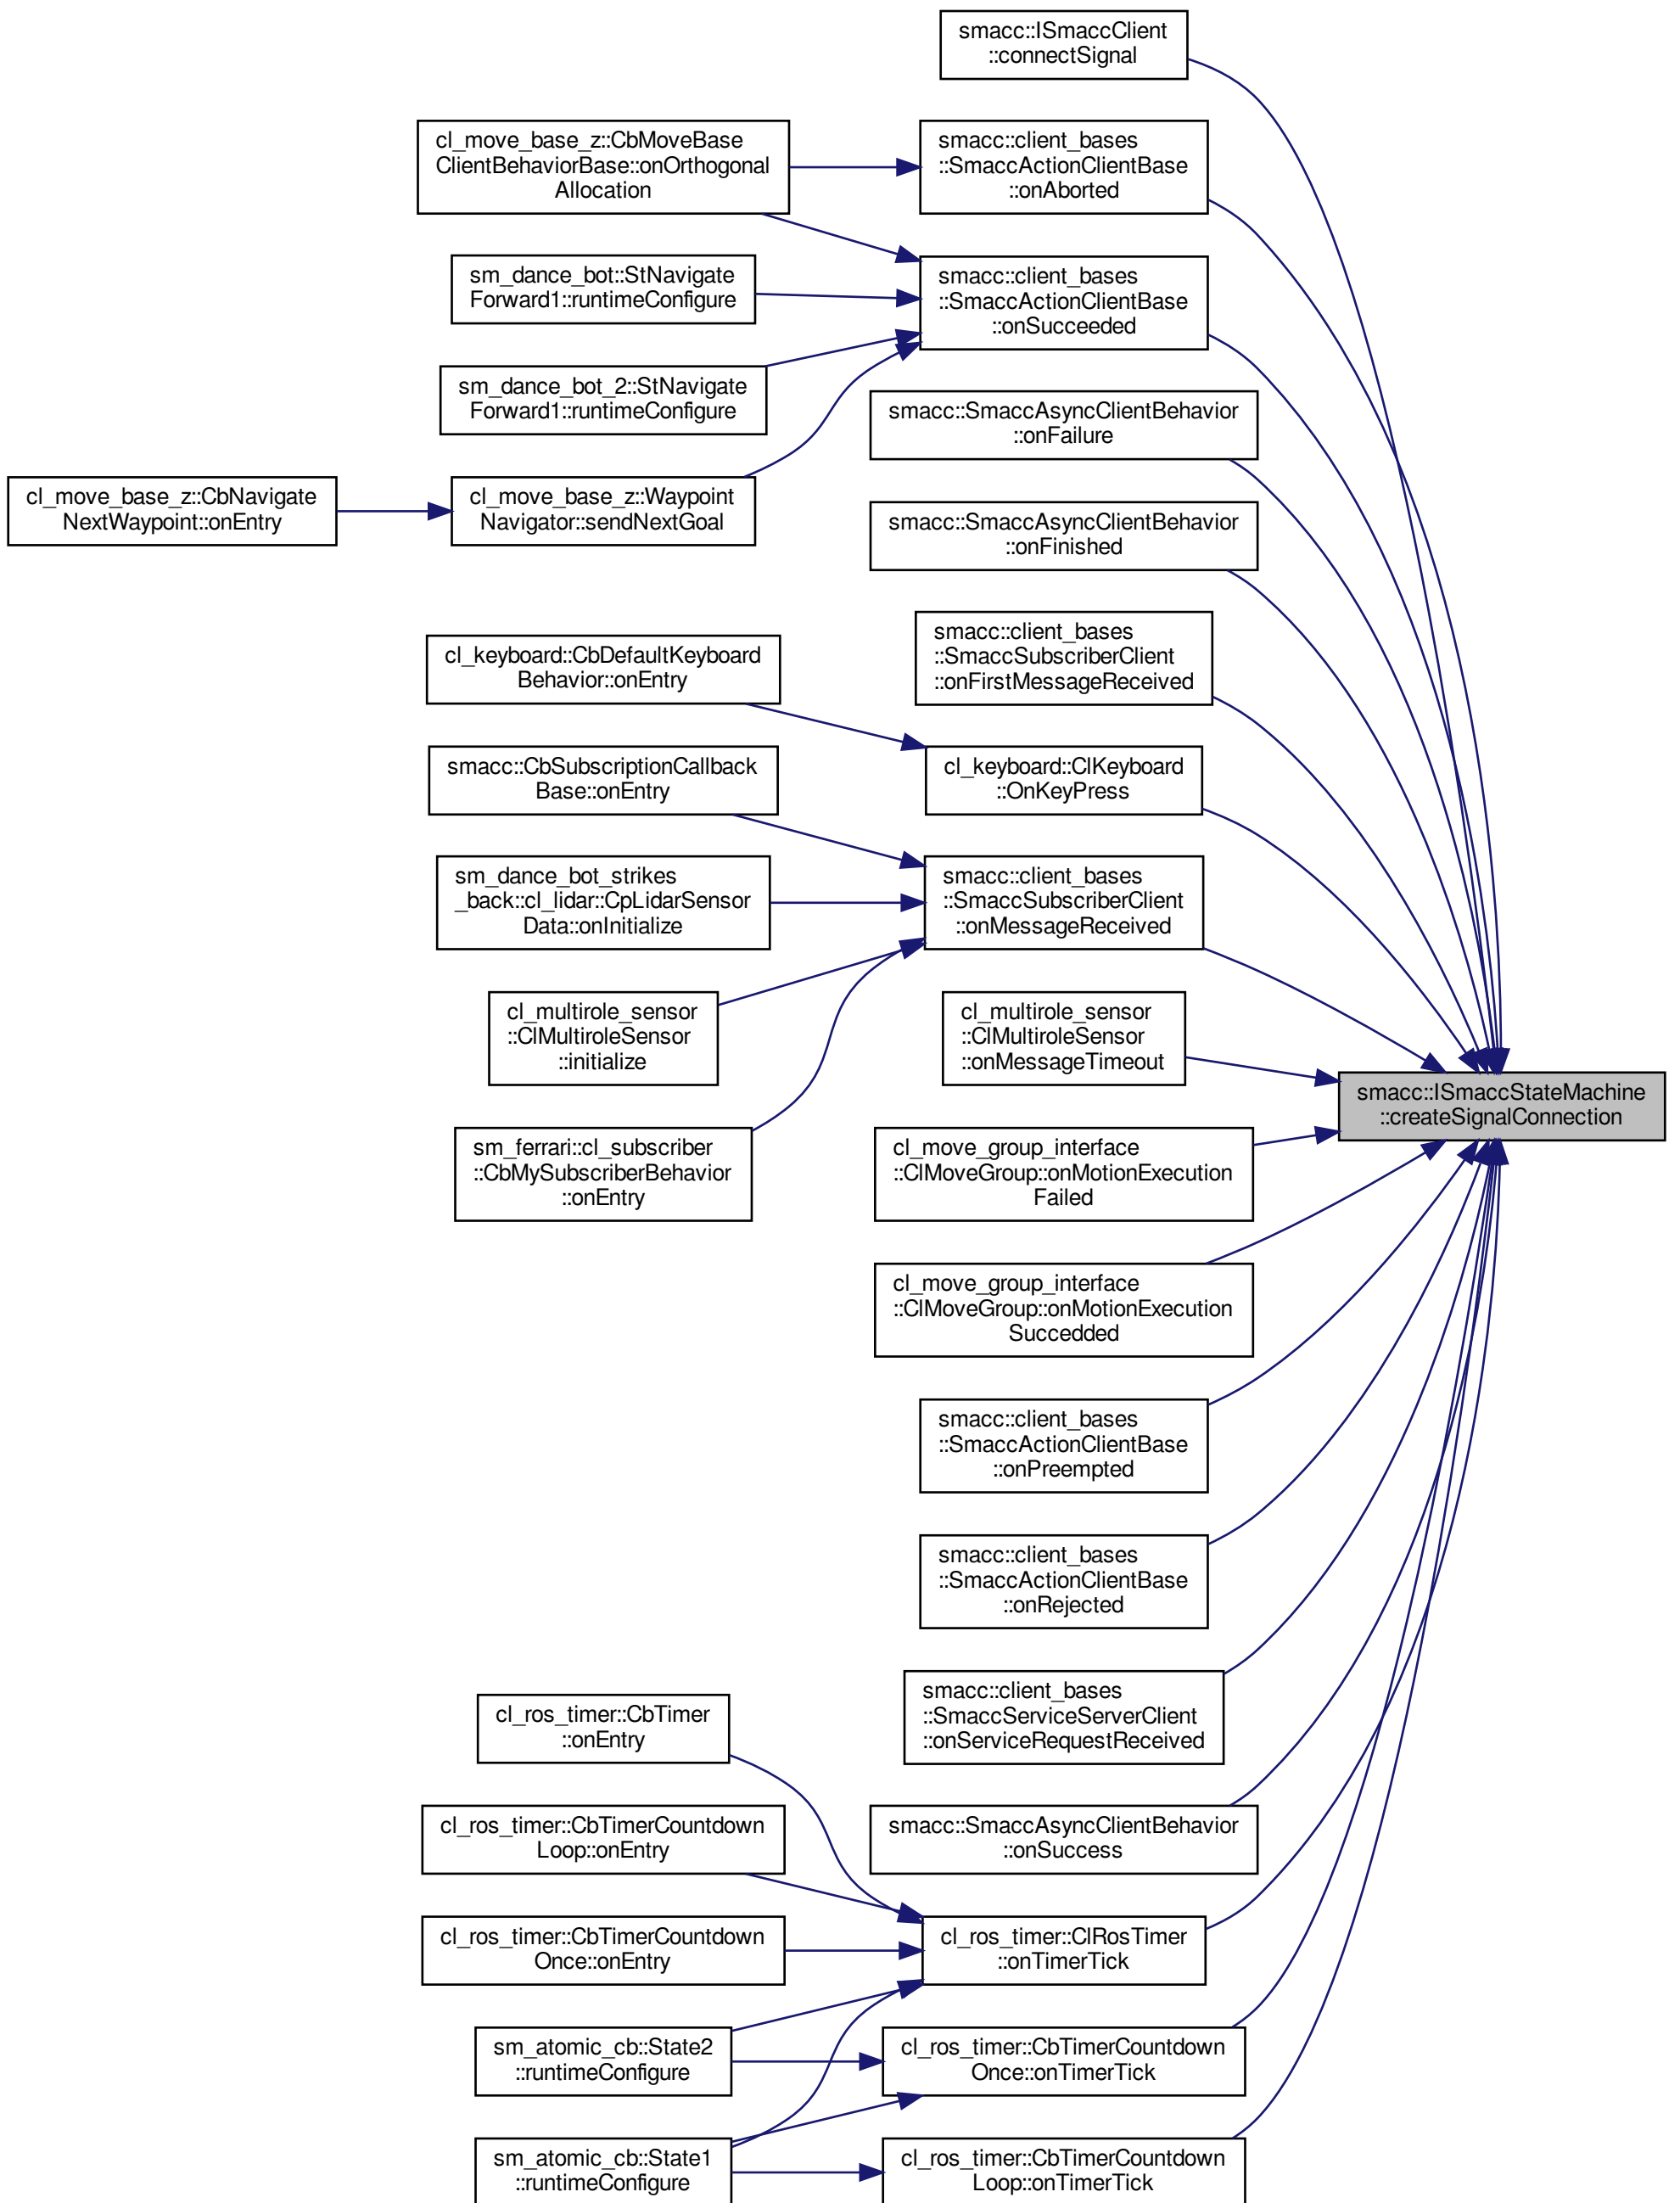 smacc::ISmaccClient
::connectSignal
cl_move_base_z::CbMoveBase
ClientBehaviorBase::onOrthogonal
Allocation
smacc::client_bases
::SmaccActionClientBase
::onAborted
sm_dance_bot::StNavigate
Forward1::runtimeConfigure
smacc::client_bases
::SmaccActionClientBase
::onSucceeded
sm_dance_bot_2::StNavigate
Forward1::runtimeConfigure
smacc::SmaccAsyncClientBehavior
::onFailure
cl_move_base_z::CbNavigate
NextWaypoint::onEntry
cl_move_base_z::Waypoint
Navigator::sendNextGoal
smacc::SmaccAsyncClientBehavior
::onFinished
smacc::client_bases
::SmaccSubscriberClient
::onFirstMessageReceived
cl_keyboard::CbDefaultKeyboard
Behavior::onEntry
cl_keyboard::ClKeyboard
::OnKeyPress
smacc::CbSubscriptionCallback
Base::onEntry
sm_dance_bot_strikes
_back::cl_lidar::CpLidarSensor
Data::onInitialize
smacc::client_bases
::SmaccSubscriberClient
::onMessageReceived
cl_multirole_sensor
::ClMultiroleSensor
::initialize
cl_multirole_sensor
::ClMultiroleSensor
::onMessageTimeout
smacc::ISmaccStateMachine
::createSignalConnection
sm_ferrari::cl_subscriber
::CbMySubscriberBehavior
::onEntry
cl_move_group_interface
::ClMoveGroup::onMotionExecution
Failed
cl_move_group_interface
::ClMoveGroup::onMotionExecution
Succedded
smacc::client_bases
::SmaccActionClientBase
::onPreempted
smacc::client_bases
::SmaccActionClientBase
::onRejected
smacc::client_bases
::SmaccServiceServerClient
::onServiceRequestReceived
cl_ros_timer::CbTimer
::onEntry
cl_ros_timer::CbTimerCountdown
Loop::onEntry
smacc::SmaccAsyncClientBehavior
::onSuccess
cl_ros_timer::CbTimerCountdown
Once::onEntry
cl_ros_timer::ClRosTimer
::onTimerTick
sm_atomic_cb::State2
::runtimeConfigure
cl_ros_timer::CbTimerCountdown
Once::onTimerTick
sm_atomic_cb::State1
::runtimeConfigure
cl_ros_timer::CbTimerCountdown
Loop::onTimerTick